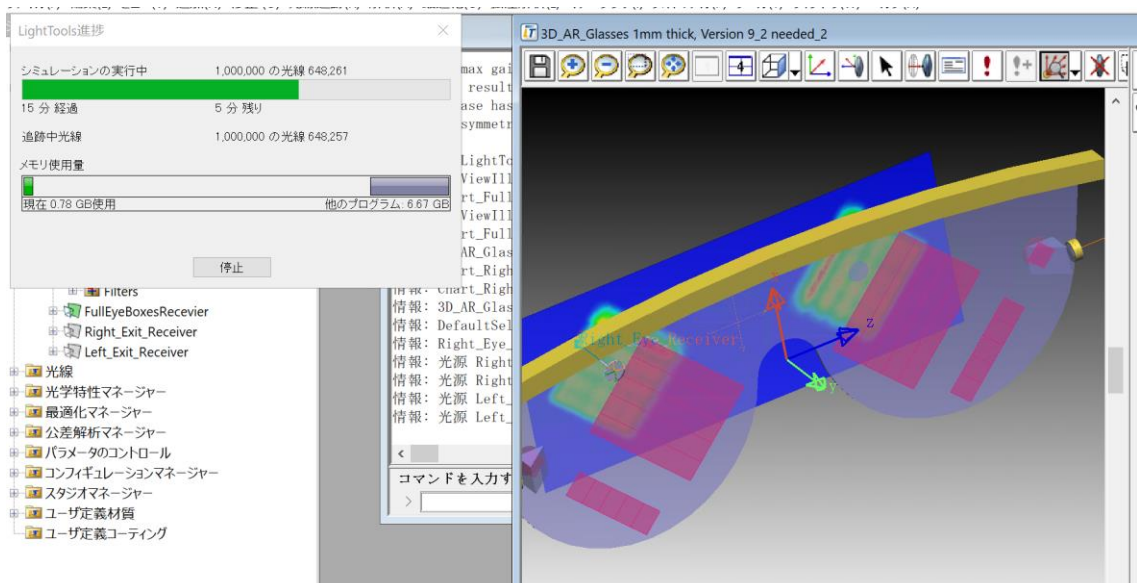 LightTools進捗
シミュレーションの実行中 1,000,000 の光線 648,261
15 分 経過 5 分 残り
追跡中光線 1,000,000 の光線 648,257
メモリ使用量
現在 0.78 GB使用 他のプログラム: 6.67 GB
停止
Filters
FullEyeBoxesRecevier
Right_Exit_Receiver
Left_Exit_Receiver
光線
光学特性マネージャー
最適化マネージャー
公差解析マネージャー
パラメータのコントロール
コンフィギュレーションマネージャー
スタジオマネージャー
ユーザ定義材質
ユーザ定義コーティング
max gai
result
ase has
symmetr
LightTo
ViewIll
rt_Full
ViewIll
rt_Full
AR_Glas
rt_Righ
情報: Chart_Righ
情報: 3D_AR_Glas
情報: DefaultSel
情報: Right_Eye_
情報: 光源 Right
情報: 光源 Right
情報: 光源 Left_
情報: 光源 Left_
コマンドを入力す
>
3D_AR_Glasses 1mm thick, Version 9_2 needed_2
Right_Eye_Receiver
z
y